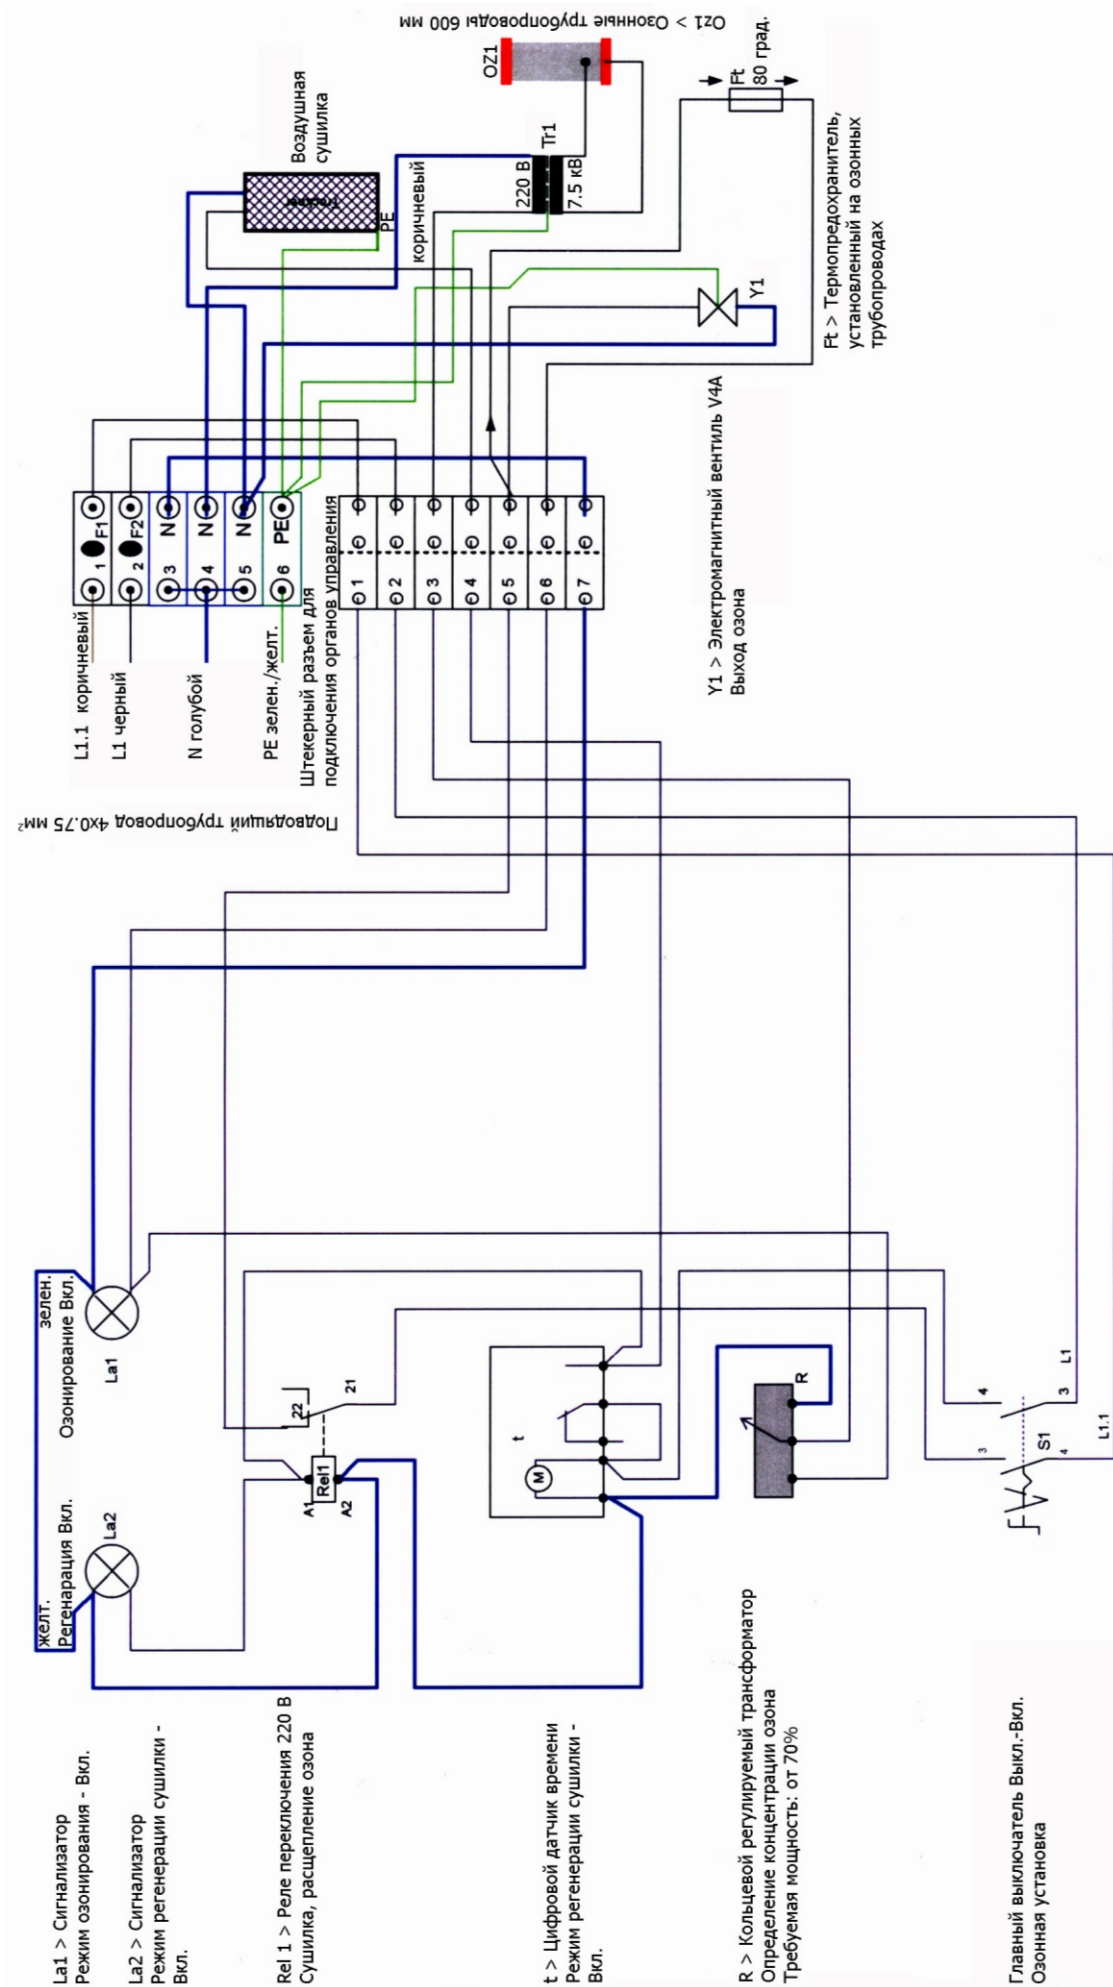 Oz1 > Озонные трубопроводы 600 мм
OZ1
Ft
80 град.
Воздушная
сушилка
PE
коричневый
Tr1
220 В
7.5 кВ
Y1
Ft > Термопредохранитель,
установленный на озонных
трубопроводах
Y1 > Электромагнитный вентиль V4A
Выход озона
1
F1
2
F2
3
N
4
N
5
N
6
PE
L1.1 коричневый
L1 черный
N голубой
PE зелен./желт.
Штекерный разъем для
подключения органов управления
1
2
3
4
5
6
7
Подводящий трубопровод 4x0.75 мм²
зелен.
Озонирование Вкл.
La1
желт.
Регенарация Вкл.
La2
22
21
Rel1
A1
A2
t
M
R
4
3
L1
3
4
S1
L1.1
La1 > Сигнализатор
Режим озонирования - Вкл.
La2 > Сигнализатор
Режим регенерации сушилки -
Вкл.
Rel 1 > Реле переключения 220 В
Сушилка, расщепление озона
t > Цифровой датчик времени
Режим регенерации сушилки -
Вкл.
R > Кольцевой регулируемый трансформатор
Определение концентрации озона
Требуемая мощность: от 70%
Главный выключатель Выкл.-Вкл.
Озонная установка